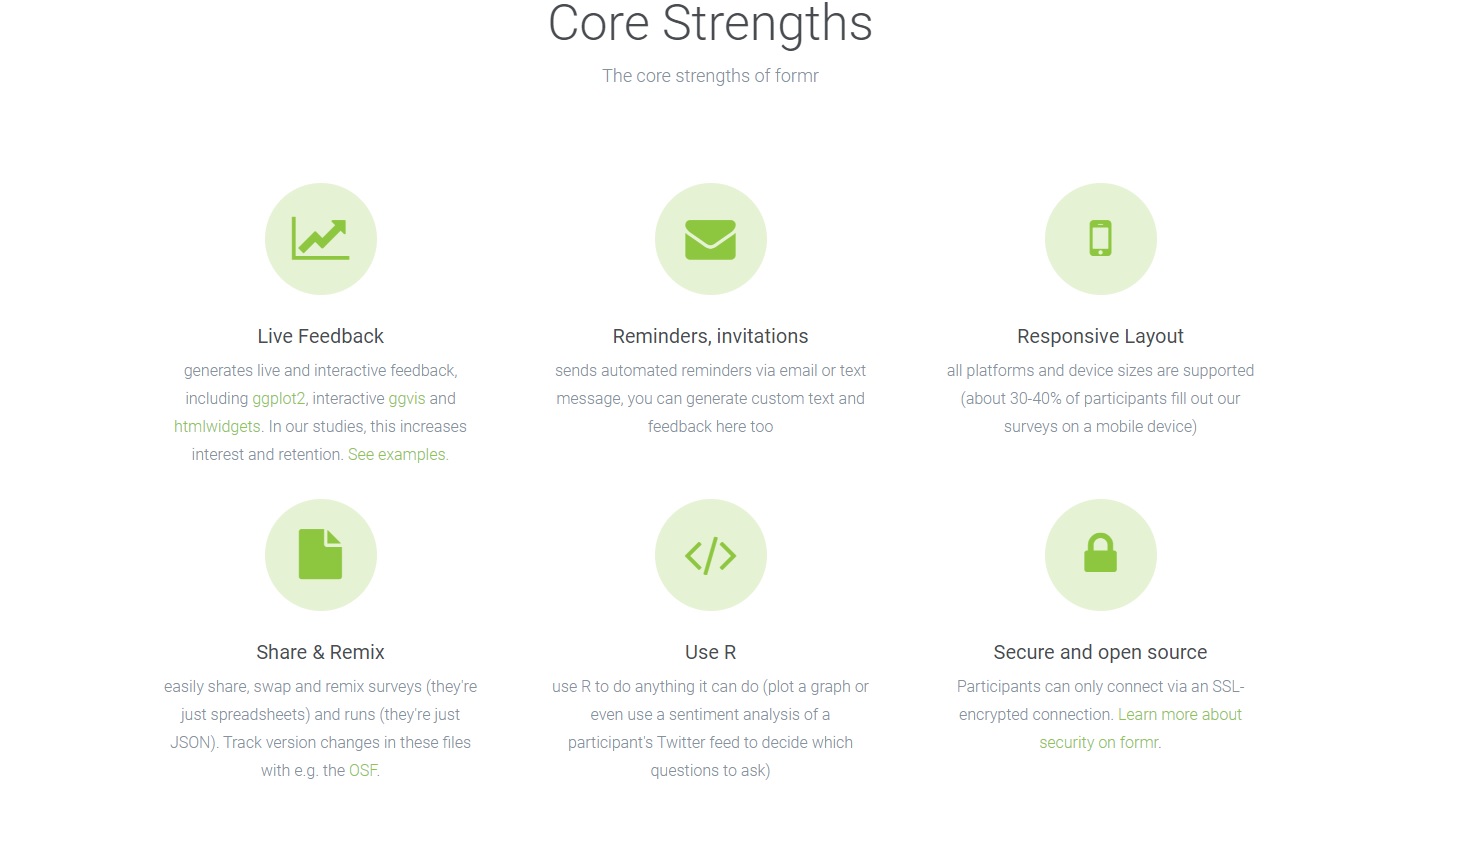 Core Strengths
The core strengths of formr
Live Feedback
generates live and interactive feedback,
including ggplot2, interactive ggvis and
htmlwidgets. In our studies, this increases
interest and retention. See examples.
Reminders, invitations
sends automated reminders via email or text
message, you can generate custom text and
feedback here too
Responsive Layout
all platforms and device sizes are supported
(about 30-40% of participants fill out our
surveys on a mobile device)
Share & Remix
easily share, swap and remix surveys (they're
just spreadsheets) and runs (they're just
JSON). Track version changes in these files
with e.g. the OSF.
Use R
use R to do anything it can do (plot a graph or
even use a sentiment analysis of a
participant's Twitter feed to decide which
questions to ask)
Secure and open source
Participants can only connect via an SSL-
encrypted connection. Learn more about
security on formr.